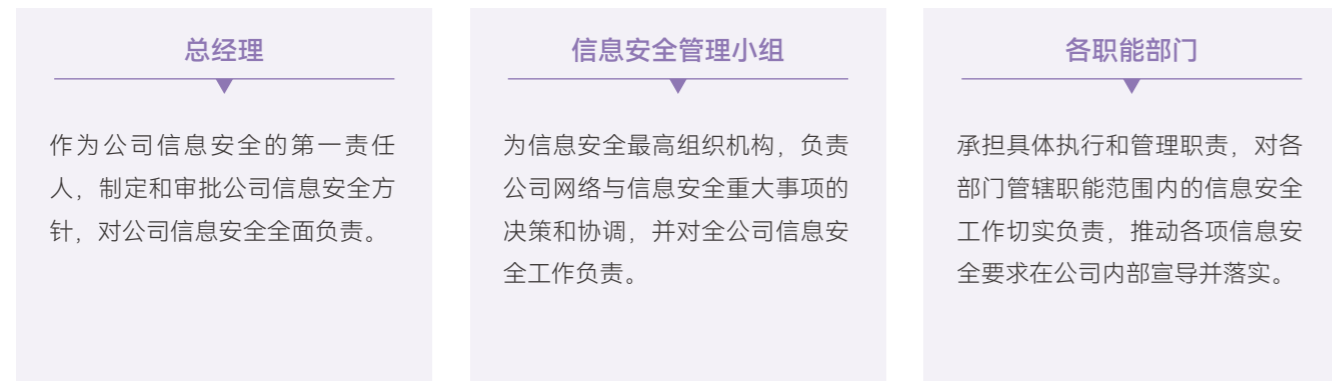 总经理
作为公司信息安全的第一责任
人，制定和审批公司信息安全方
针，对公司信息安全全面负责。
信息安全管理小组
为信息安全最高组织机构，负责
公司网络与信息安全重大事项的
决策和协调，并对全公司信息安
全工作负责。
各职能部门
承担具体执行和管理职责，对各
部门管辖职能范围内的信息安全
工作切实负责，推动各项信息安
全要求在公司内部宣导并落实。